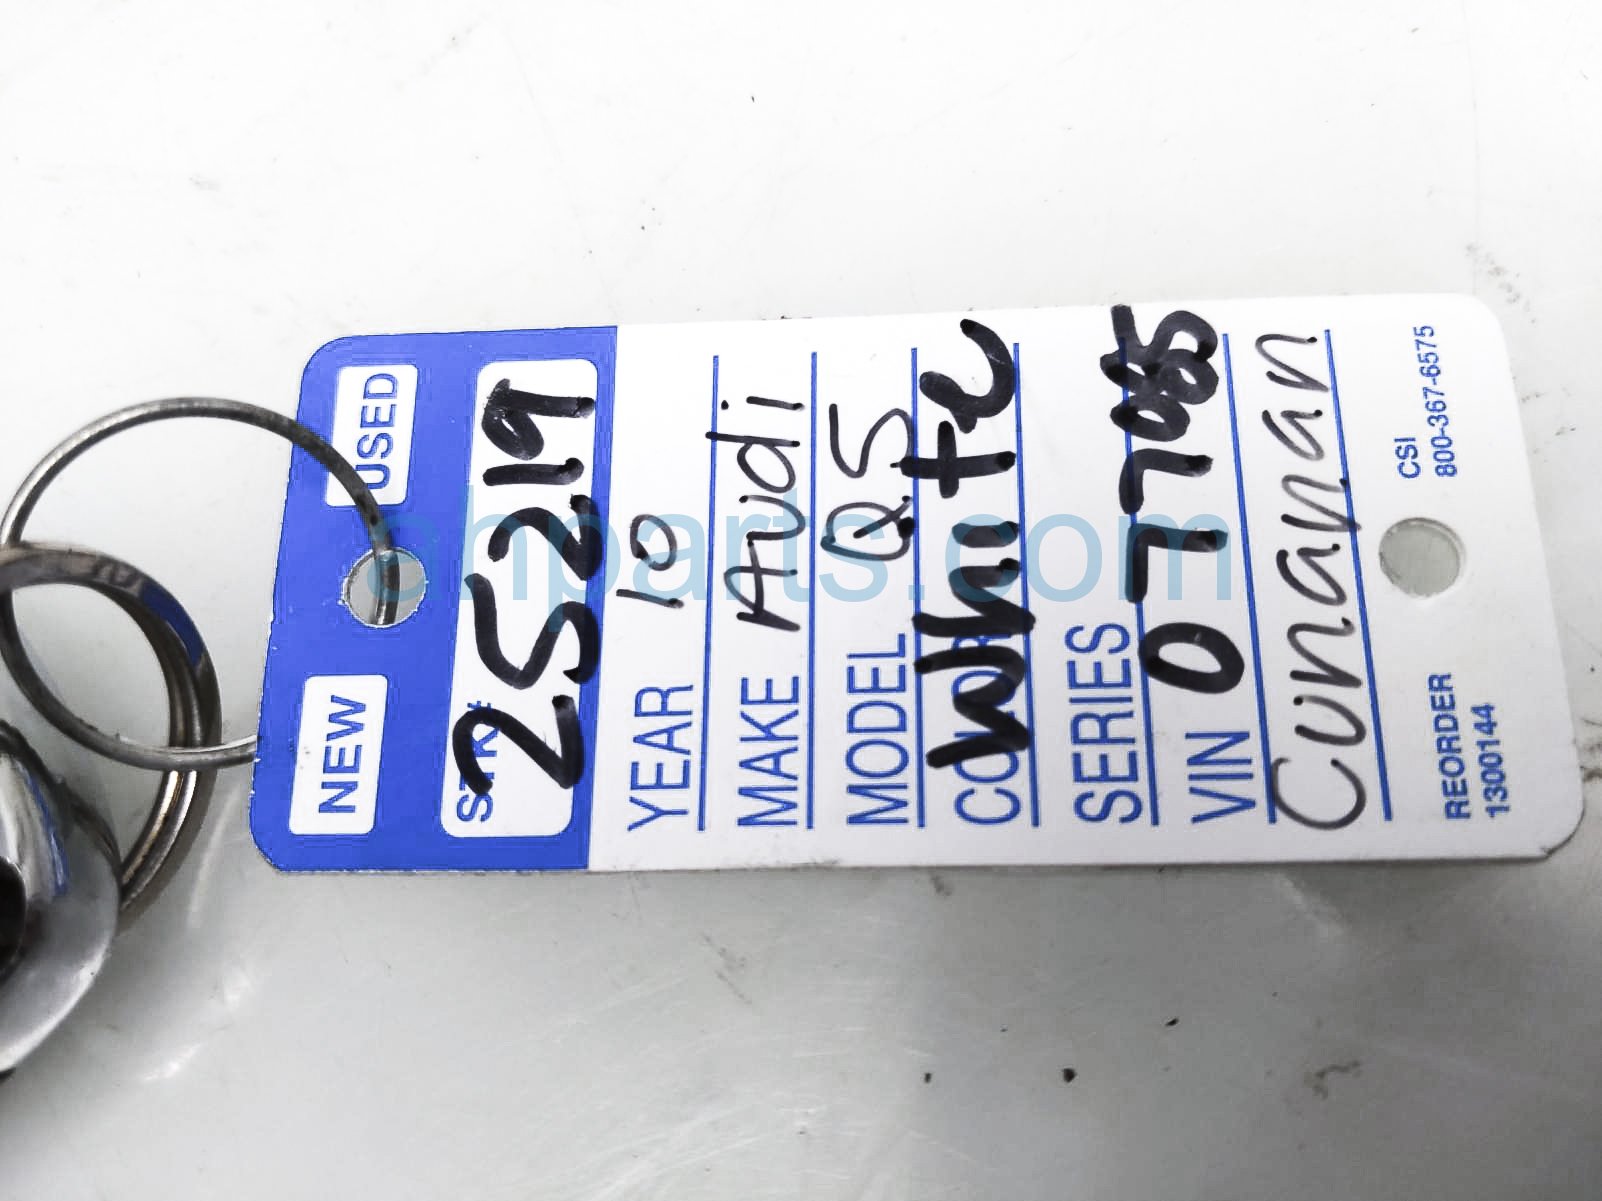 NEW USED
STK# 25219
YEAR 10
MAKE Audi
MODEL Q5
COLOR White
SERIES
VIN
Cunanan
REORDER CSI
1300144 800-367-6575
ahparts.com